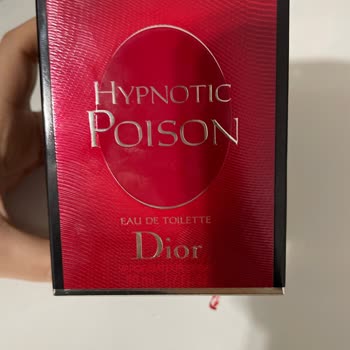 HYPNOTIC
POISON
EAU DE TOILETTE
Dior